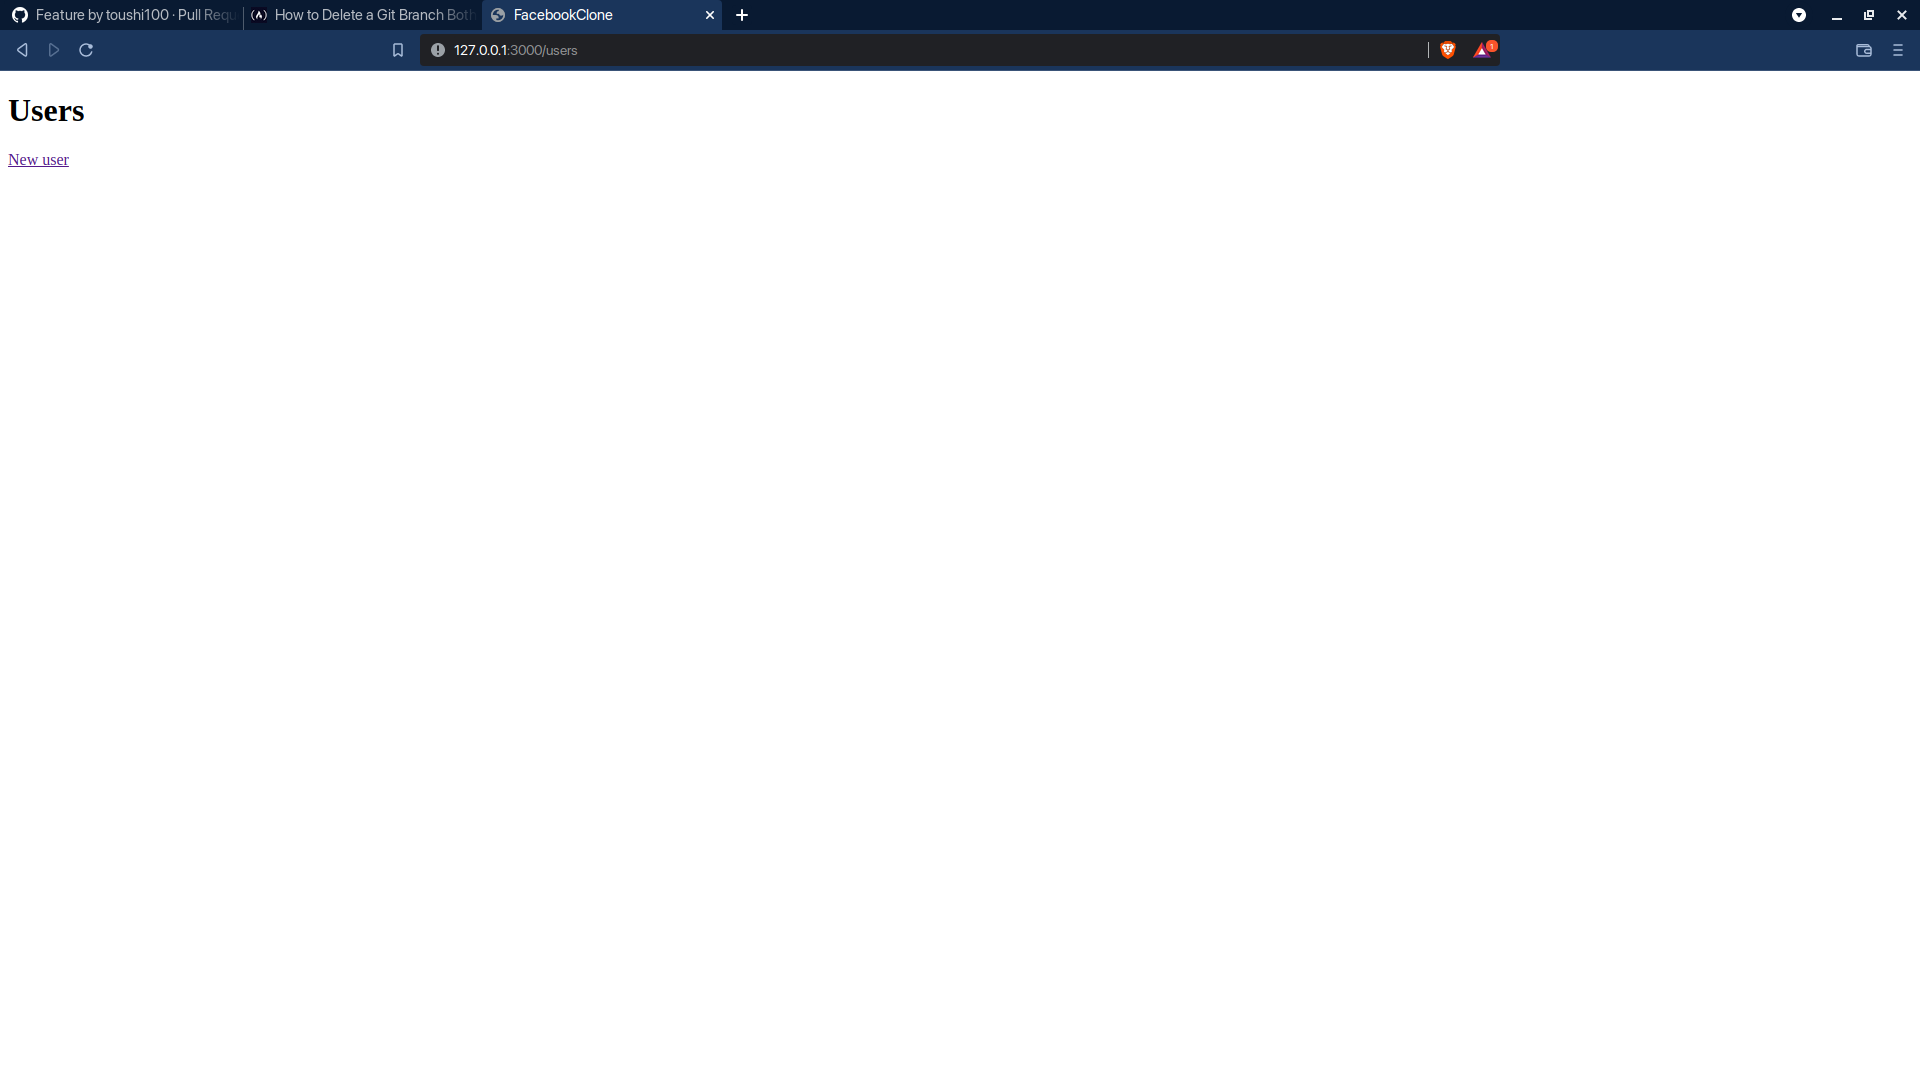 Feature by toushi100 · Pull Requ
How to Delete a Git Branch Both
FacebookClone
127.0.0.1:3000/users
1
Users
New user